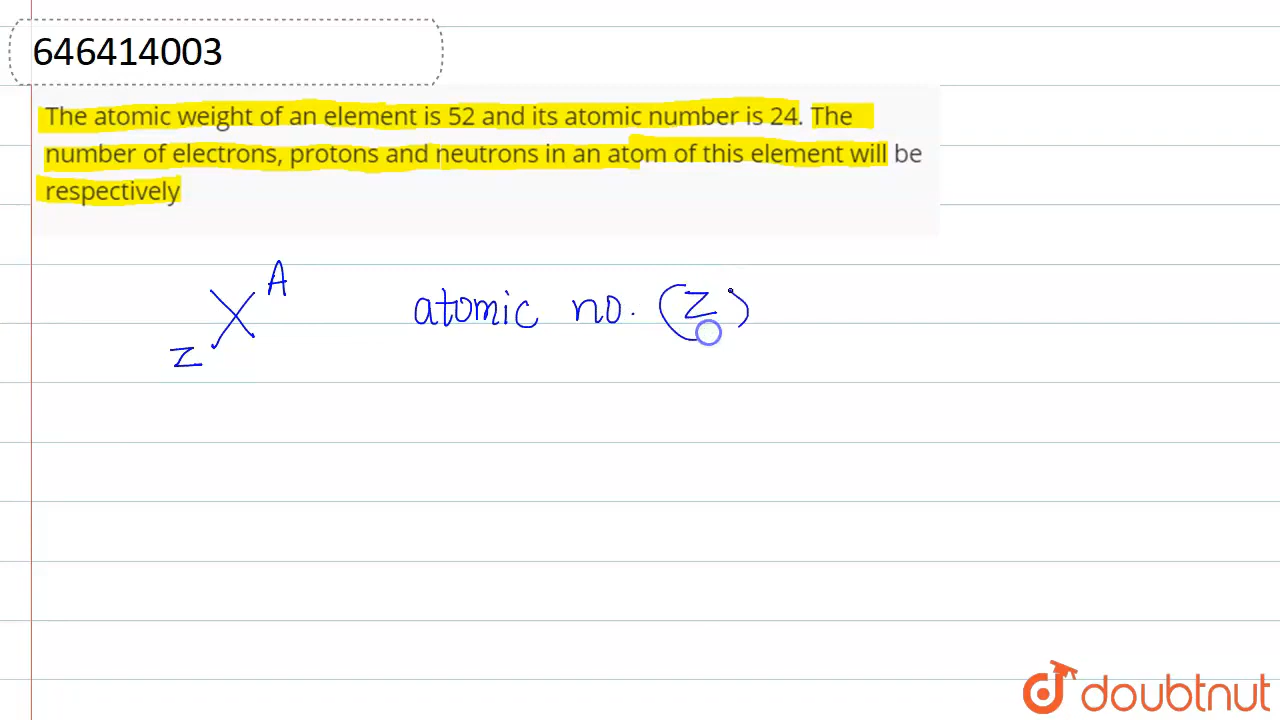 646414003
The atomic weight of an element is 52 and its atomic number is 24. The
number of electrons, protons and neutrons in an atom of this element will be
respectively
X A
Z
atomic no. (Z)
doubtnut